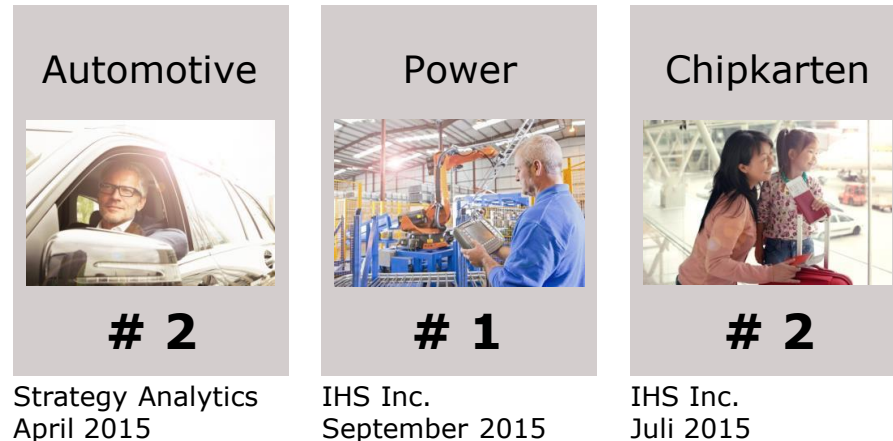 Automotive
# 2
Strategy Analytics
April 2015
Power
# 1
IHS Inc.
September 2015
Chipkarten
# 2
IHS Inc.
Juli 2015